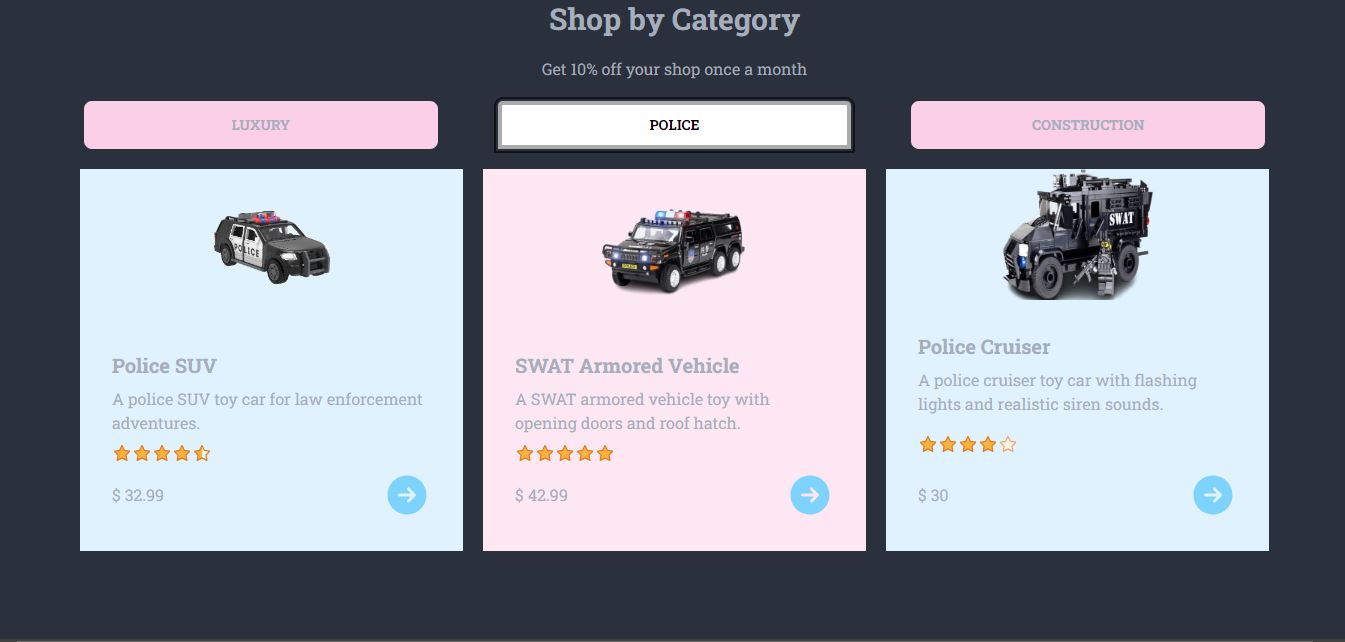 Shop by Category
Get 10% off your shop once a month
LUXURY
POLICE
CONSTRUCTION
POLICE
SWAT
Police SUV
A police SUV toy car for law enforcement
adventures.
$ 32.99
SWAT Armored Vehicle
A SWAT armored vehicle toy with
opening doors and roof hatch.
$ 42.99
Police Cruiser
A police cruiser toy car with flashing
lights and realistic siren sounds.
$ 30